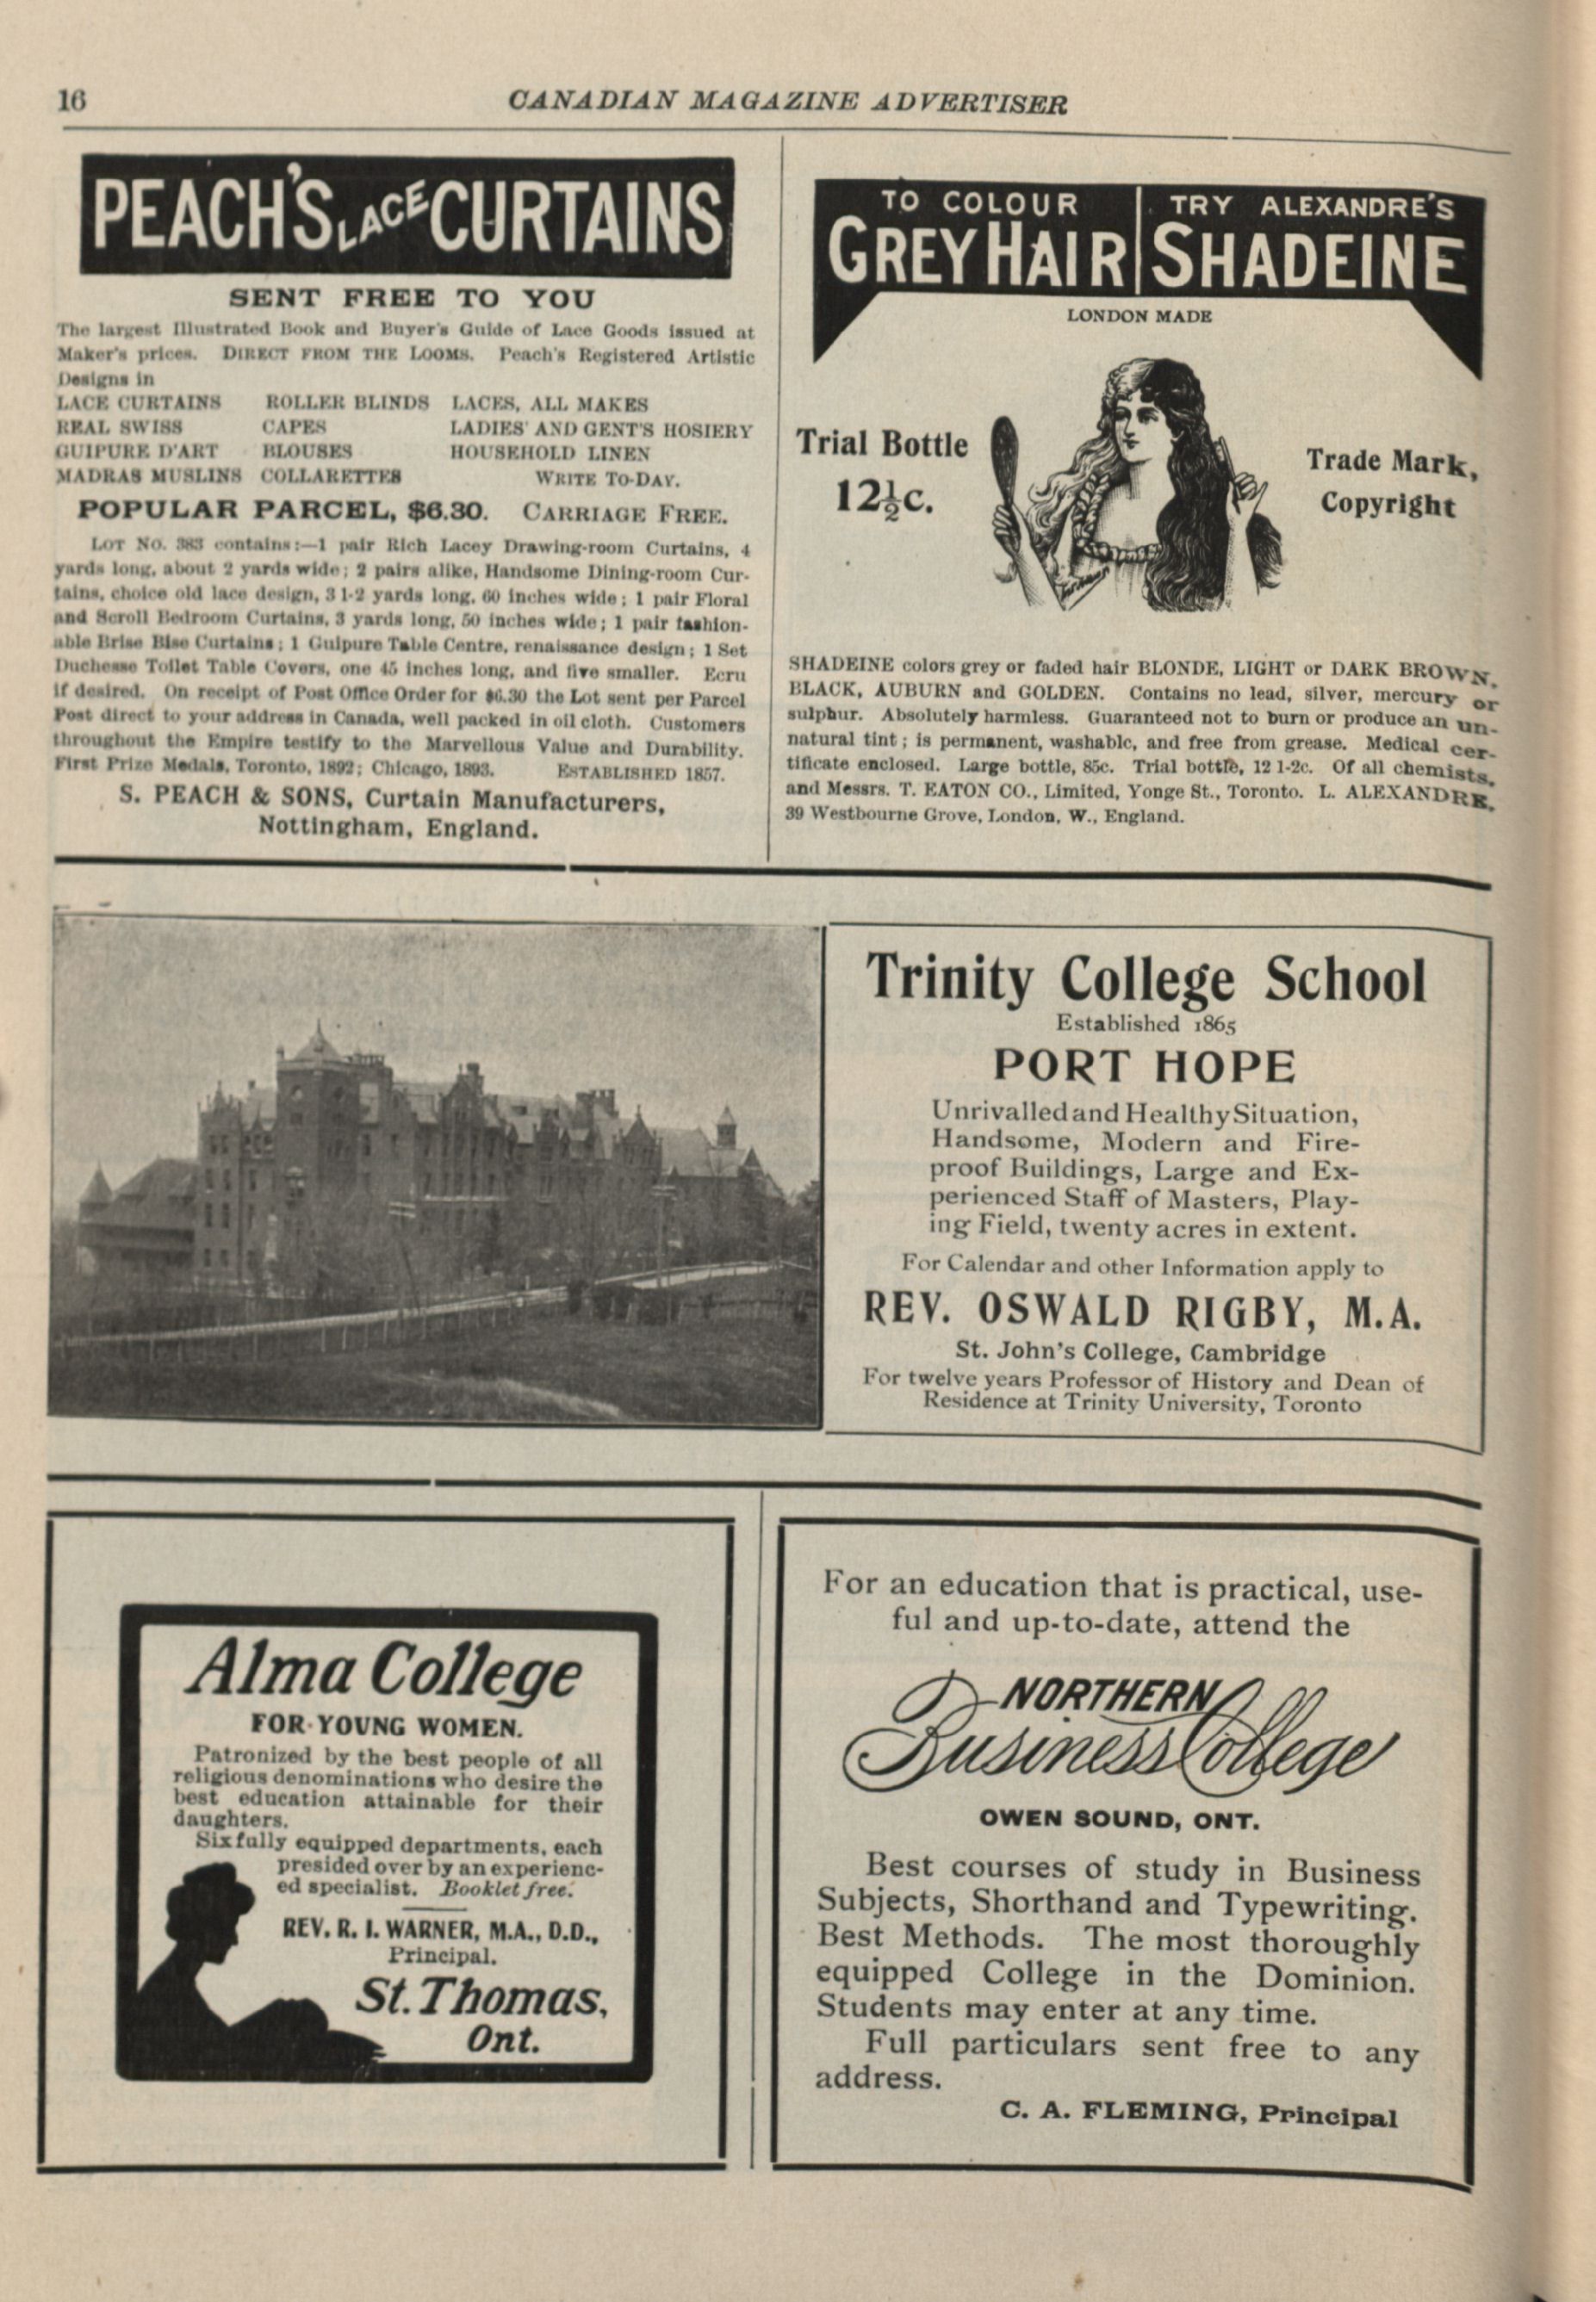 16
CANADIAN MAGAZINE ADVERTISER
PEACH'S LACE CURTAINS
SENT FREE TO YOU
The largest Illustrated Book and Buyer's Guide of Lace Goods issued at
Maker's prices. DIRECT FROM THE LOOMS. Peach's Registered Artistic
Designs in
LACE CURTAINS ROLLER BLINDS LACES, ALL MAKES
REAL SWISS CAPES LADIES' AND GENT'S HOSIERY
GUIPURE D'ART BLOUSES HOUSEHOLD LINEN
MADRAS MUSLINS COLLARETTES WRITE TO-DAY.
POPULAR PARCEL, $6.30. CARRIAGE FREE.
LOT NO. 383 contains:—1 pair Rich Lacey Drawing-room Curtains, 4
yards long, about 2 yards wide; 2 pairs alike, Handsome Dining-room Cur-
tains, choice old lace design, 3 1-2 yards long, 60 inches wide; 1 pair Floral
and Scroll Bedroom Curtains, 3 yards long, 50 inches wide; 1 pair fashion-
able Brise Bise Curtains; 1 Guipure Table Centre, renaissance design; 1 Set
Duchesse Toilet Table Covers, one 45 inches long, and five smaller. Ecru
if desired. On receipt of Post Office Order for $6.30 the Lot sent per Parcel
Post direct to your address in Canada, well packed in oil cloth. Customers
throughout the Empire testify to the Marvellous Value and Durability.
First Prize Medals, Toronto, 1892; Chicago, 1893. ESTABLISHED 1857.
S. PEACH & SONS, Curtain Manufacturers,
Nottingham, England.
TO COLOUR
GREY HAIR
TRY ALEXANDRE'S
SHADEINE
LONDON MADE
Trial Bottle
12½c.
Trade Mark,
Copyright
SHADEINE colors grey or faded hair BLONDE, LIGHT or DARK BROWN,
BLACK, AUBURN and GOLDEN. Contains no lead, silver, mercury or
sulphur. Absolutely harmless. Guaranteed not to burn or produce an un-
natural tint; is permanent, washable, and free from grease. Medical cer-
tificate enclosed. Large bottle, 85c. Trial bottle, 12 1-2c. Of all chemists,
and Messrs. T. EATON CO., Limited, Yonge St., Toronto. L. ALEXANDRE,
39 Westbourne Grove, London, W., England.
Trinity College School
Established 1865
PORT HOPE
Unrivalled and Healthy Situation,
Handsome, Modern and Fire-
proof Buildings, Large and Ex-
perienced Staff of Masters, Play-
ing Field, twenty acres in extent.
For Calendar and other Information apply to
REV. OSWALD RIGBY, M.A.
St. John's College, Cambridge
For twelve years Professor of History and Dean of
Residence at Trinity University, Toronto
Alma College
FOR YOUNG WOMEN.
Patronized by the best people of all
religious denominations who desire the
best education attainable for their
daughters.
Six fully equipped departments, each
presided over by an experienc-
ed specialist. Booklet free.
REV. R. I. WARNER, M.A., D.D.,
Principal.
St. Thomas,
Ont.
For an education that is practical, use-
ful and up-to-date, attend the
NORTHERN
Business College
OWEN SOUND, ONT.
Best courses of study in Business
Subjects, Shorthand and Typewriting.
Best Methods. The most thoroughly
equipped College in the Dominion.
Students may enter at any time.
Full particulars sent free to any
address.
C. A. FLEMING, Principal